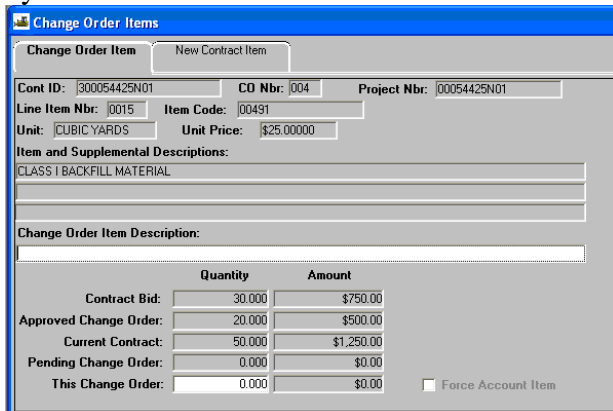 Change Order Items
Change Order Item New Contract Item
Cont ID: 300054425N01 CO Nbr: 004 Project Nbr: 00054425N01
Line Item Nbr: 0015 Item Code: 00491
Unit: CUBIC YARDS Unit Price: $25.00000
Item and Supplemental Descriptions:
CLASS I BACKFILL MATERIAL
Change Order Item Description:
Quantity Amount
Contract Bid: 30.000 $750.00
Approved Change Order: 20.000 $500.00
Current Contract: 50.000 $1,250.00
Pending Change Order: 0.000 $0.00
This Change Order: 0.000 $0.00 Force Account Item